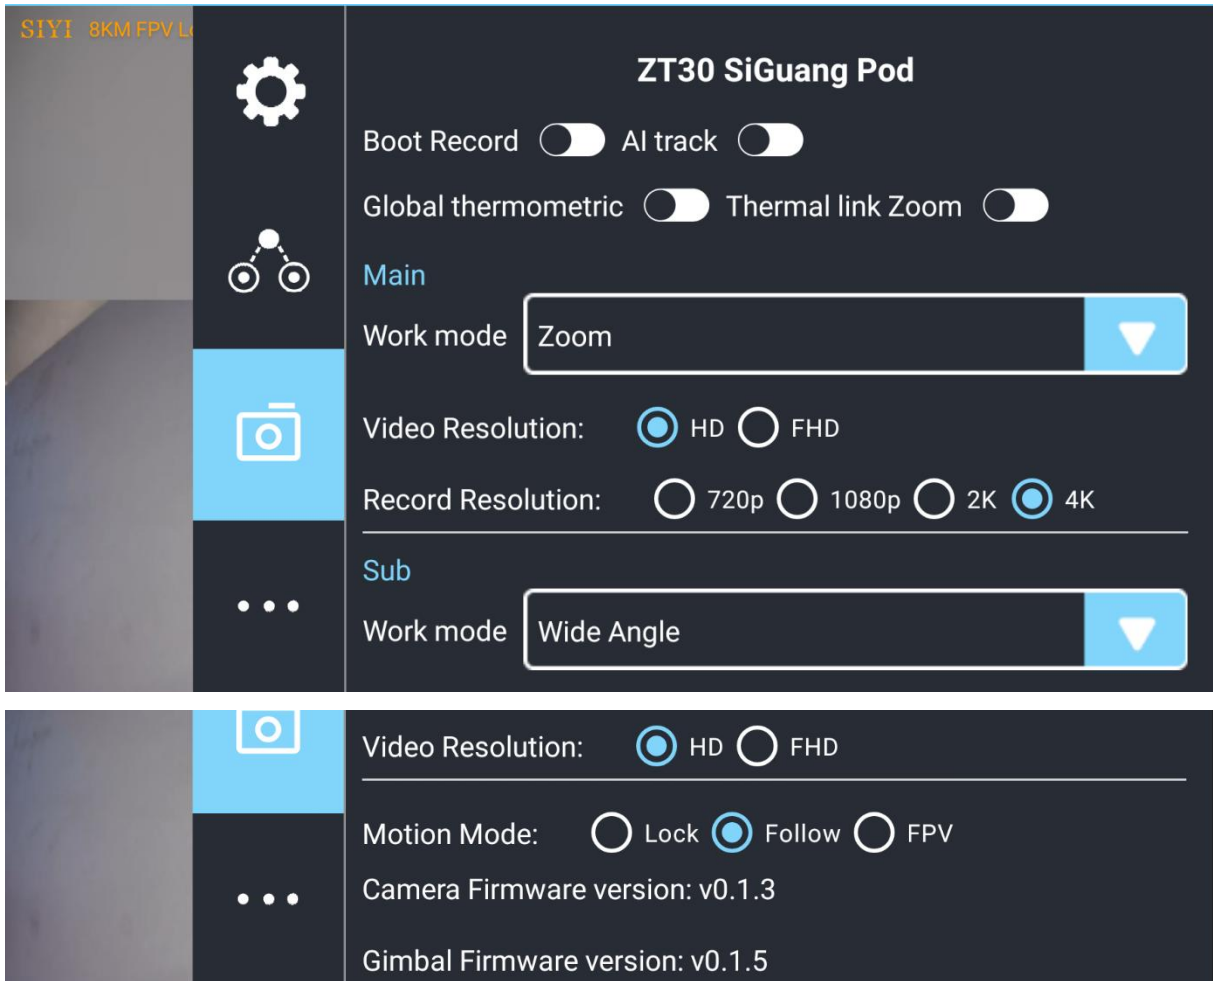 SIYI 8KM FPV
ZT30 SiGuang Pod
Boot Record AI track
Global thermometric Thermal link Zoom
Main
Work mode Zoom
Video Resolution: HD FHD
Record Resolution: 720p 1080p 2K 4K
Sub
Work mode Wide Angle
Video Resolution: HD FHD
Motion Mode: Lock Follow FPV
Camera Firmware version: v0.1.3
Gimbal Firmware version: v0.1.5